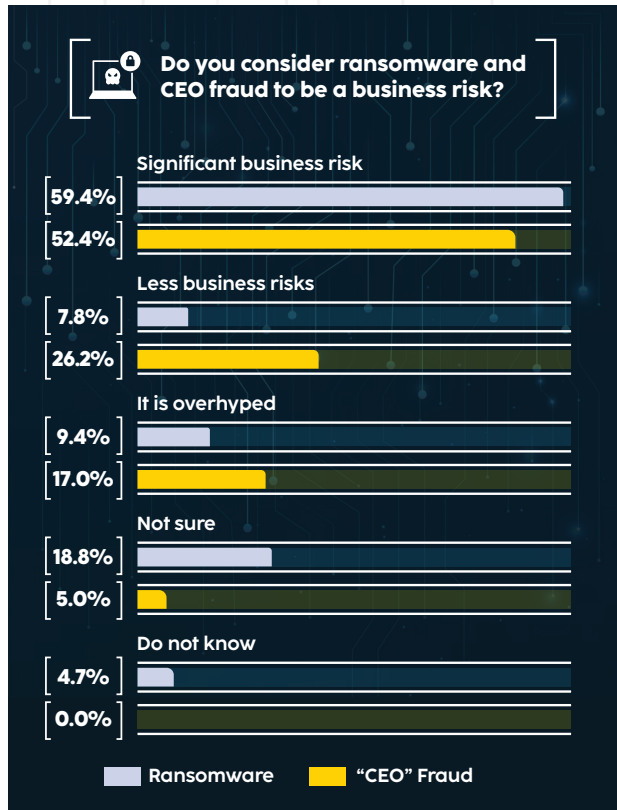 Do you consider ransomware and
CEO fraud to be a business risk?
Significant business risk
59.4%
52.4%
Less business risks
7.8%
26.2%
It is overhyped
9.4%
17.0%
Not sure
18.8%
5.0%
Do not know
4.7%
0.0%
Ransomware
“CEO” Fraud